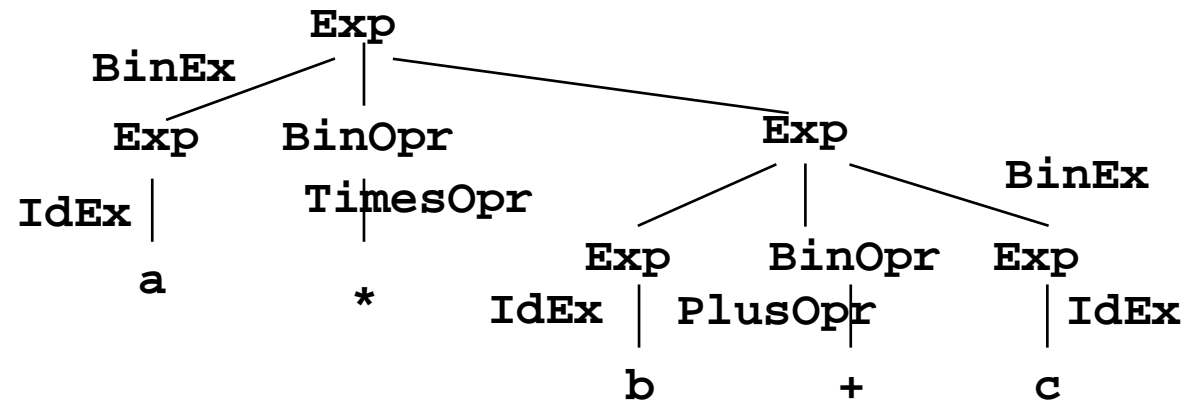 Exp
BinEx
Exp BinOpr Exp
IdEx TimesOpr BinEx
a * Exp BinOpr Exp
IdEx PlusOpr IdEx
b + c